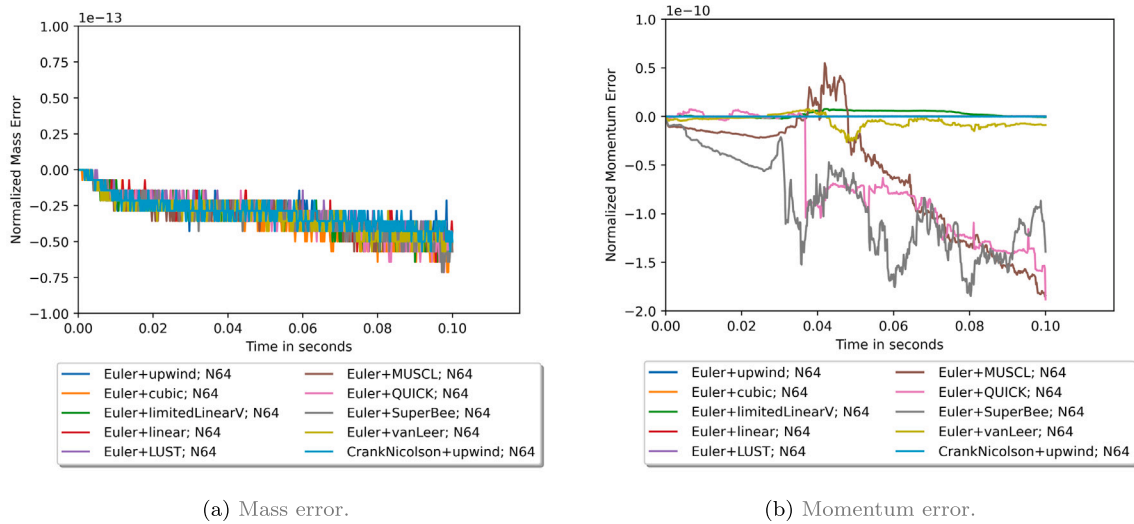 1e−13
1.00
0.75
0.50
0.25
0.00
−0.25
−0.50
−0.75
−1.00
Normalized Mass Error
0.00 0.02 0.04 0.06 0.08 0.10
Time in seconds
Euler+upwind; N64
Euler+cubic; N64
Euler+limitedLinearV; N64
Euler+linear; N64
Euler+LUST; N64
Euler+MUSCL; N64
Euler+QUICK; N64
Euler+SuperBee; N64
Euler+vanLeer; N64
CrankNicolson+upwind; N64
(a) Mass error.
1e−10
1.0
0.5
0.0
−0.5
−1.0
−1.5
−2.0
Normalized Momentum Error
0.00 0.02 0.04 0.06 0.08 0.10
Time in seconds
Euler+upwind; N64
Euler+cubic; N64
Euler+limitedLinearV; N64
Euler+linear; N64
Euler+LUST; N64
Euler+MUSCL; N64
Euler+QUICK; N64
Euler+SuperBee; N64
Euler+vanLeer; N64
CrankNicolson+upwind; N64
(b) Momentum error.